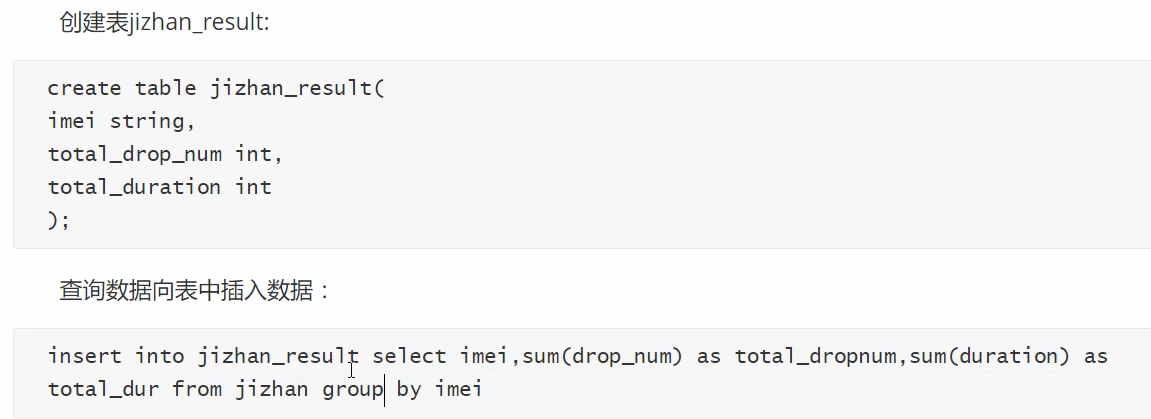 创建表jizhan_result:
create table jizhan_result(
imei string,
total_drop_num int,
total_duration int
);
查询数据向表中插入数据：
insert into jizhan_result select imei,sum(drop_num) as total_dropnum,sum(duration) as
total_dur from jizhan group by imei